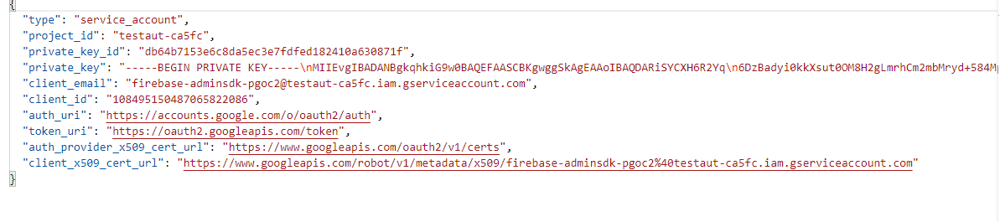 {
"type": "service_account",
"project_id": "testaut-ca5fc",
"private_key_id": "db64b7153e6c8da5ec3e7fdfed182410a630871f",
"private_key": "-----BEGIN PRIVATE KEY-----\nMIIEvgIBADANBgkqhkiG9w0BAQEFAASCBKgwggSkAgEAAoIBAQDARiSYCXH6R2Yq\n6DzBadyi0kkXsut0OM8H2gLmrhCm2mbMryd+584M
"client_email": "firebase-adminsdk-pgoc2@testaut-ca5fc.iam.gserviceaccount.com",
"client_id": "108495150487065822086",
"auth_uri": "https://accounts.google.com/o/oauth2/auth",
"token_uri": "https://oauth2.googleapis.com/token",
"auth_provider_x509_cert_url": "https://www.googleapis.com/oauth2/v1/certs",
"client_x509_cert_url": "https://www.googleapis.com/robot/v1/metadata/x509/firebase-adminsdk-pgoc2%40testaut-ca5fc.iam.gserviceaccount.com"
}